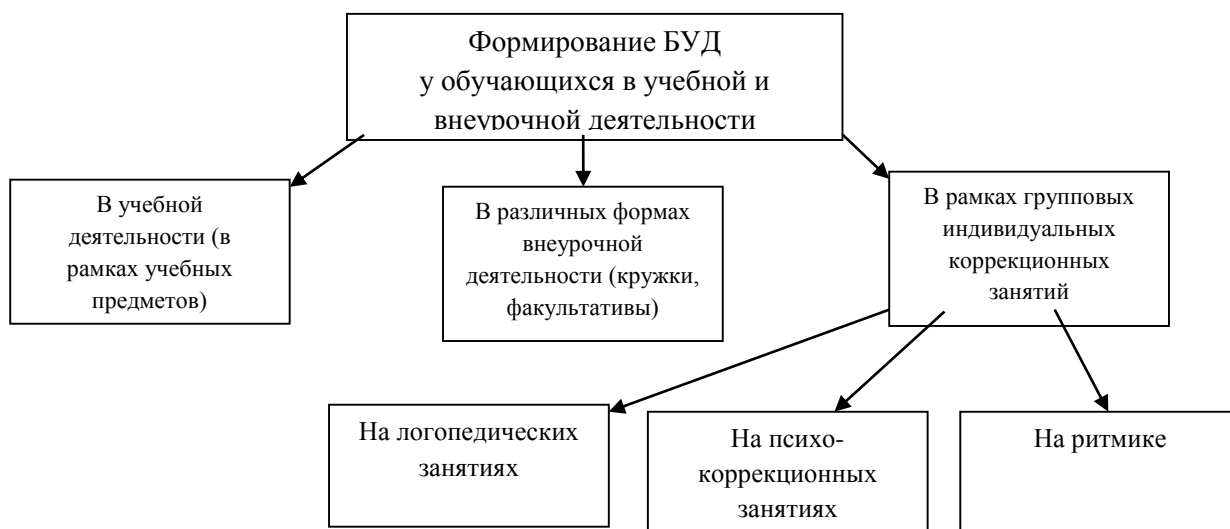 Формирование БУД
у обучающихся в учебной и
внеурочной деятельности
В учебной
деятельности (в
рамках учебных
предметов)
В различных формах
внеурочной
деятельности (кружки,
факультативы)
В рамках групповых
индивидуальных
коррекционных
занятий
На логопедических
занятиях
На психо-
коррекционных
занятиях
На ритмике